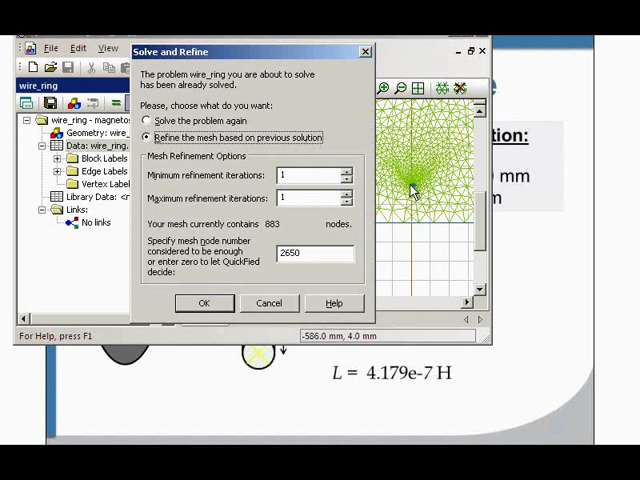 File Edit View
Solve and Refine
The problem wire_ring you are about to solve
has been already solved.
Please, choose what do you want:
Solve the problem again
Refine the mesh based on previous solution
Mesh Refinement Options
Minimum refinement iterations: 1
Maximum refinement iterations: 1
Your mesh currently contains 883 nodes.
Specify mesh node number
considered to be enough
or enter zero to let QuickFied
decide:
2650
OK Cancel Help
wire_ring
wire_ring - magnetos
Geometry: wire_
Data: wire_ring.
Block Labels
Edge Labels
Vertex Label
Library Data: <n
Links:
No links
For Help, press F1
-586.0 mm, 4.0 mm
tion:
mm
m
L = 4.179e-7 H